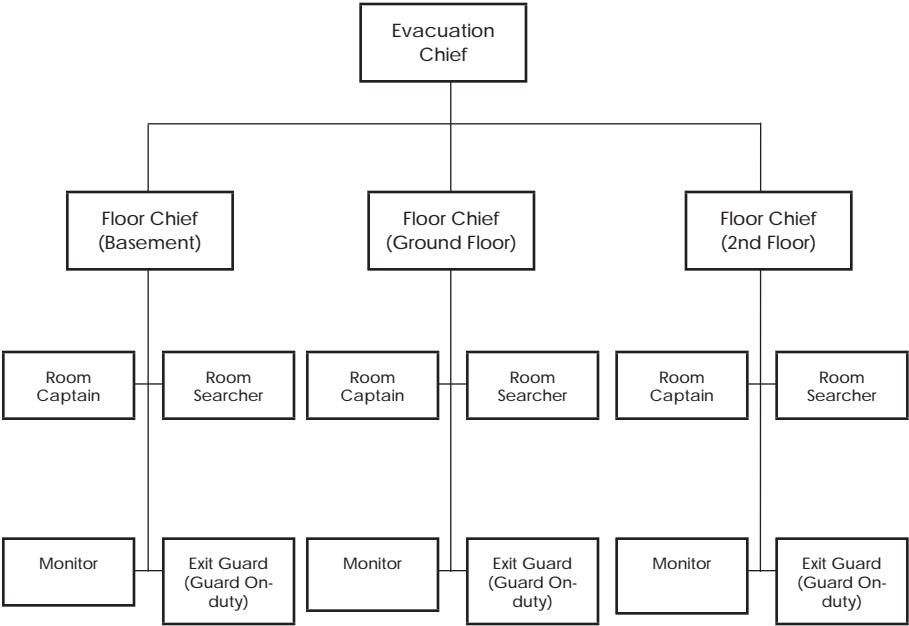 Evacuation
Chief
Floor Chief
(Basement)
Floor Chief
(Ground Floor)
Floor Chief
(2nd Floor)
Room
Captain
Room
Searcher
Room
Captain
Room
Searcher
Room
Captain
Room
Searcher
Monitor
Exit Guard
(Guard On-
duty)
Monitor
Exit Guard
(Guard On-
duty)
Monitor
Exit Guard
(Guard On-
duty)